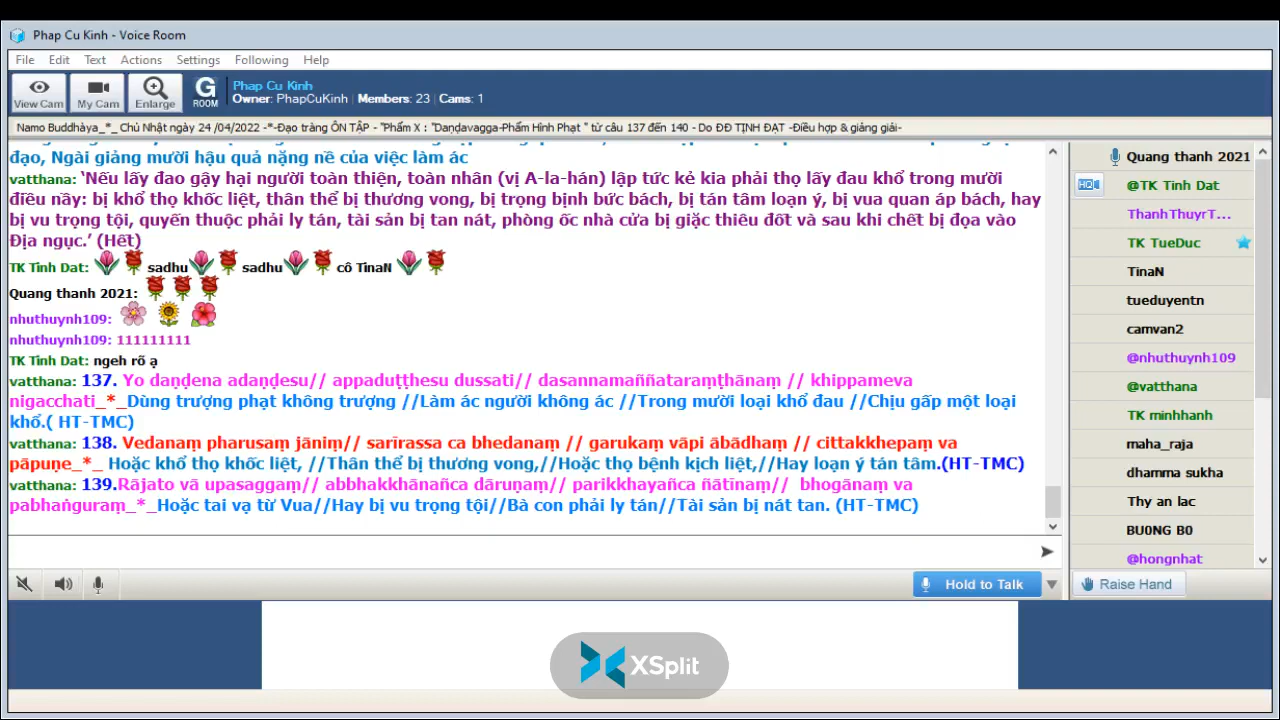 Phap Cu Kinh - Voice Room
File Edit Text Actions Settings Following Help
View Cam My Cam Enlarge G ROOM
Phap Cu Kinh
Owner: PhapCuKinh | Members: 23 | Cams: 1
Namo Buddhàya_*_ Chủ Nhật ngày 24 /04/2022 -*-Đạo tràng ÔN TẬP - "Phẩm X : "Daṇḍavagga-Phẩm Hình Phạt " từ câu 137 đến 140 - Do ĐĐ TỊNH ĐẠT -Điều hợp & giảng giải-
đạo, Ngài giảng mười hậu quả nặng nề của việc làm ác
vatthana: ‘Nếu lấy đao gậy hại người toàn thiện, toàn nhân (vị A-la-hán) lập tức kẻ kia phải thọ lấy đau khổ trong mười
điều này: bị khổ thọ khốc liệt, thân thể bị thương vong, bị trọng bịnh bức bách, bị tán tâm loạn ý, bị vua quan áp bách, hay
bị vu trọng tội, quyến thuộc phải ly tán, tài sản bị tan nát, phòng ốc nhà cửa bị giặc thiêu đốt và sau khi chết bị đọa vào
Địa ngục.’ (Hết)
TK Tinh Dat: sadhu sadhu cô TinaN
Quang thanh 2021:
nhuthuynh109:
nhuthuynh109: 111111111
TK Tinh Dat: ngeh rõ ạ
vatthana: 137. Yo daṇḍena adaṇḍesu// appaduṭṭhesu dussati// dasannamaññataraṃṭhānaṃ // khippameva
nigacchati_*_Dùng trượng phạt không trượng //Làm ác người không ác //Trong mười loại khổ đau //Chịu gấp một loại
khổ.( HT-TMC)
vatthana: 138. Vedanaṃ pharusaṃ jāniṃ// sarīrassa ca bhedanaṃ // garukaṃ vāpi ābādhaṃ // cittakkhepaṃ va
pāpuṇe_*_ Hoặc khổ thọ khốc liệt, //Thân thể bị thương vong,//Hoặc thọ bệnh kịch liệt,//Hay loạn ý tán tâm.(HT-TMC)
vatthana: 139.Rājato vā upasaggaṃ// abbhakkhānañca dāruṇaṃ// parikkhayañca ñātīnaṃ// bhogānaṃ va
pabhaṅguraṃ_*_Hoặc tai vạ từ Vua//Hay bị vu trọng tội//Bà con phải ly tán//Tài sản bị nát tan. (HT-TMC)
Quang thanh 2021
HQ
@TK Tinh Dat
ThanhThuyrT...
TK TueDuc
TinaN
tueduyentn
camvan2
@nhuthuynh109
@vatthana
TK minhhanh
maha_raja
dhamma sukha
Thy an lac
BU0NG B0
@hongnhat
Hold to Talk
Raise Hand
XSplit